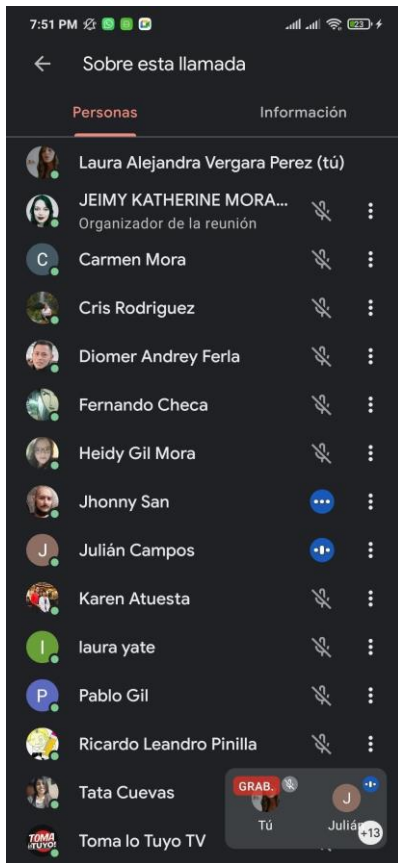 7:51 PM 23
Sobre esta llamada
Personas Información
Laura Alejandra Vergara Perez (tú)
JEIMY KATHERINE MORA...
Organizador de la reunión
C Carmen Mora
Cris Rodriguez
Diomer Andrey Ferla
Fernando Checa
Heidy Gil Mora
Jhonny San
J Julián Campos
Karen Atuesta
l laura yate
P Pablo Gil
Ricardo Leandro Pinilla
Tata Cuevas
GRAB. J
Tú Julián +13
TOMA LO TUYO! Toma lo Tuyo TV